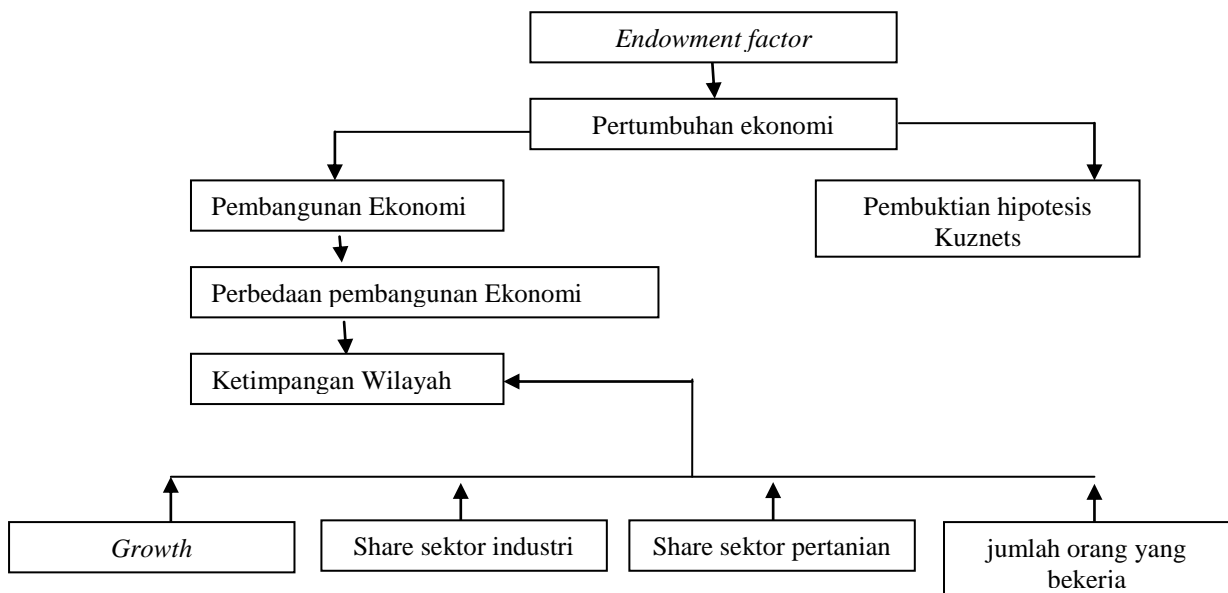 Endowment factor
Pertumbuhan ekonomi
Pembangunan Ekonomi
Pembuktian hipotesis
Kuznets
Perbedaan pembangunan Ekonomi
Ketimpangan Wilayah
Growth
Share sektor industri
Share sektor pertanian
jumlah orang yang
bekerja